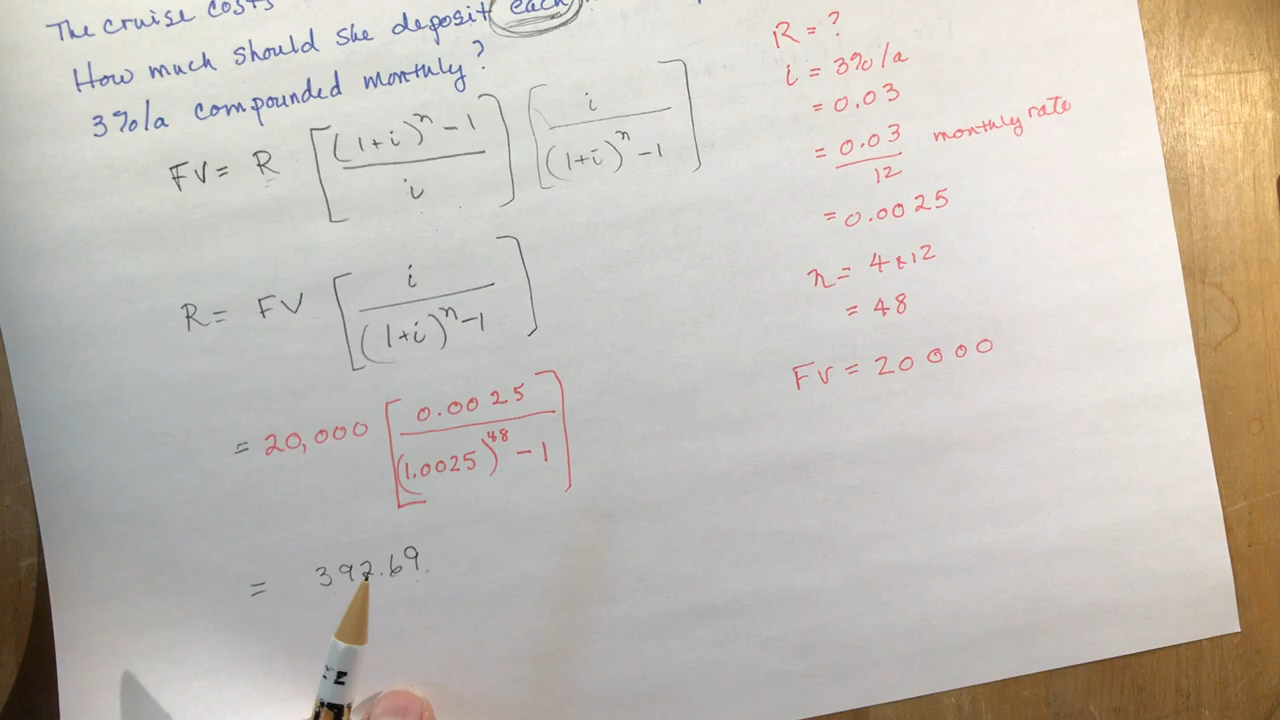 The cruise costs
How much should she deposit each
3%/a compounded monthly?
FV = R [((1+i)^n - 1)/i] [i/((1+i)^n - 1)]
R = FV [i/((1+i)^n - 1)]
= 20,000 [0.0025/((1.0025)^48 - 1)]
= 392.69
R = ?
i = 3%/a
= 0.03
= 0.03/12 monthly rate
= 0.0025
n = 4x12
= 48
FV = 20000